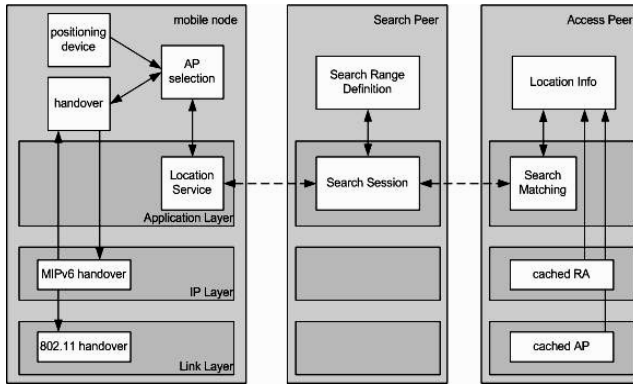 mobile node
positioning
device
AP
selection
handover
Location
Service
Application Layer
MIPv6 handover
IP Layer
802.11 handover
Link Layer
Search Peer
Search Range
Definition
Search Session
Access Peer
Location Info
Search
Matching
cached RA
cached AP